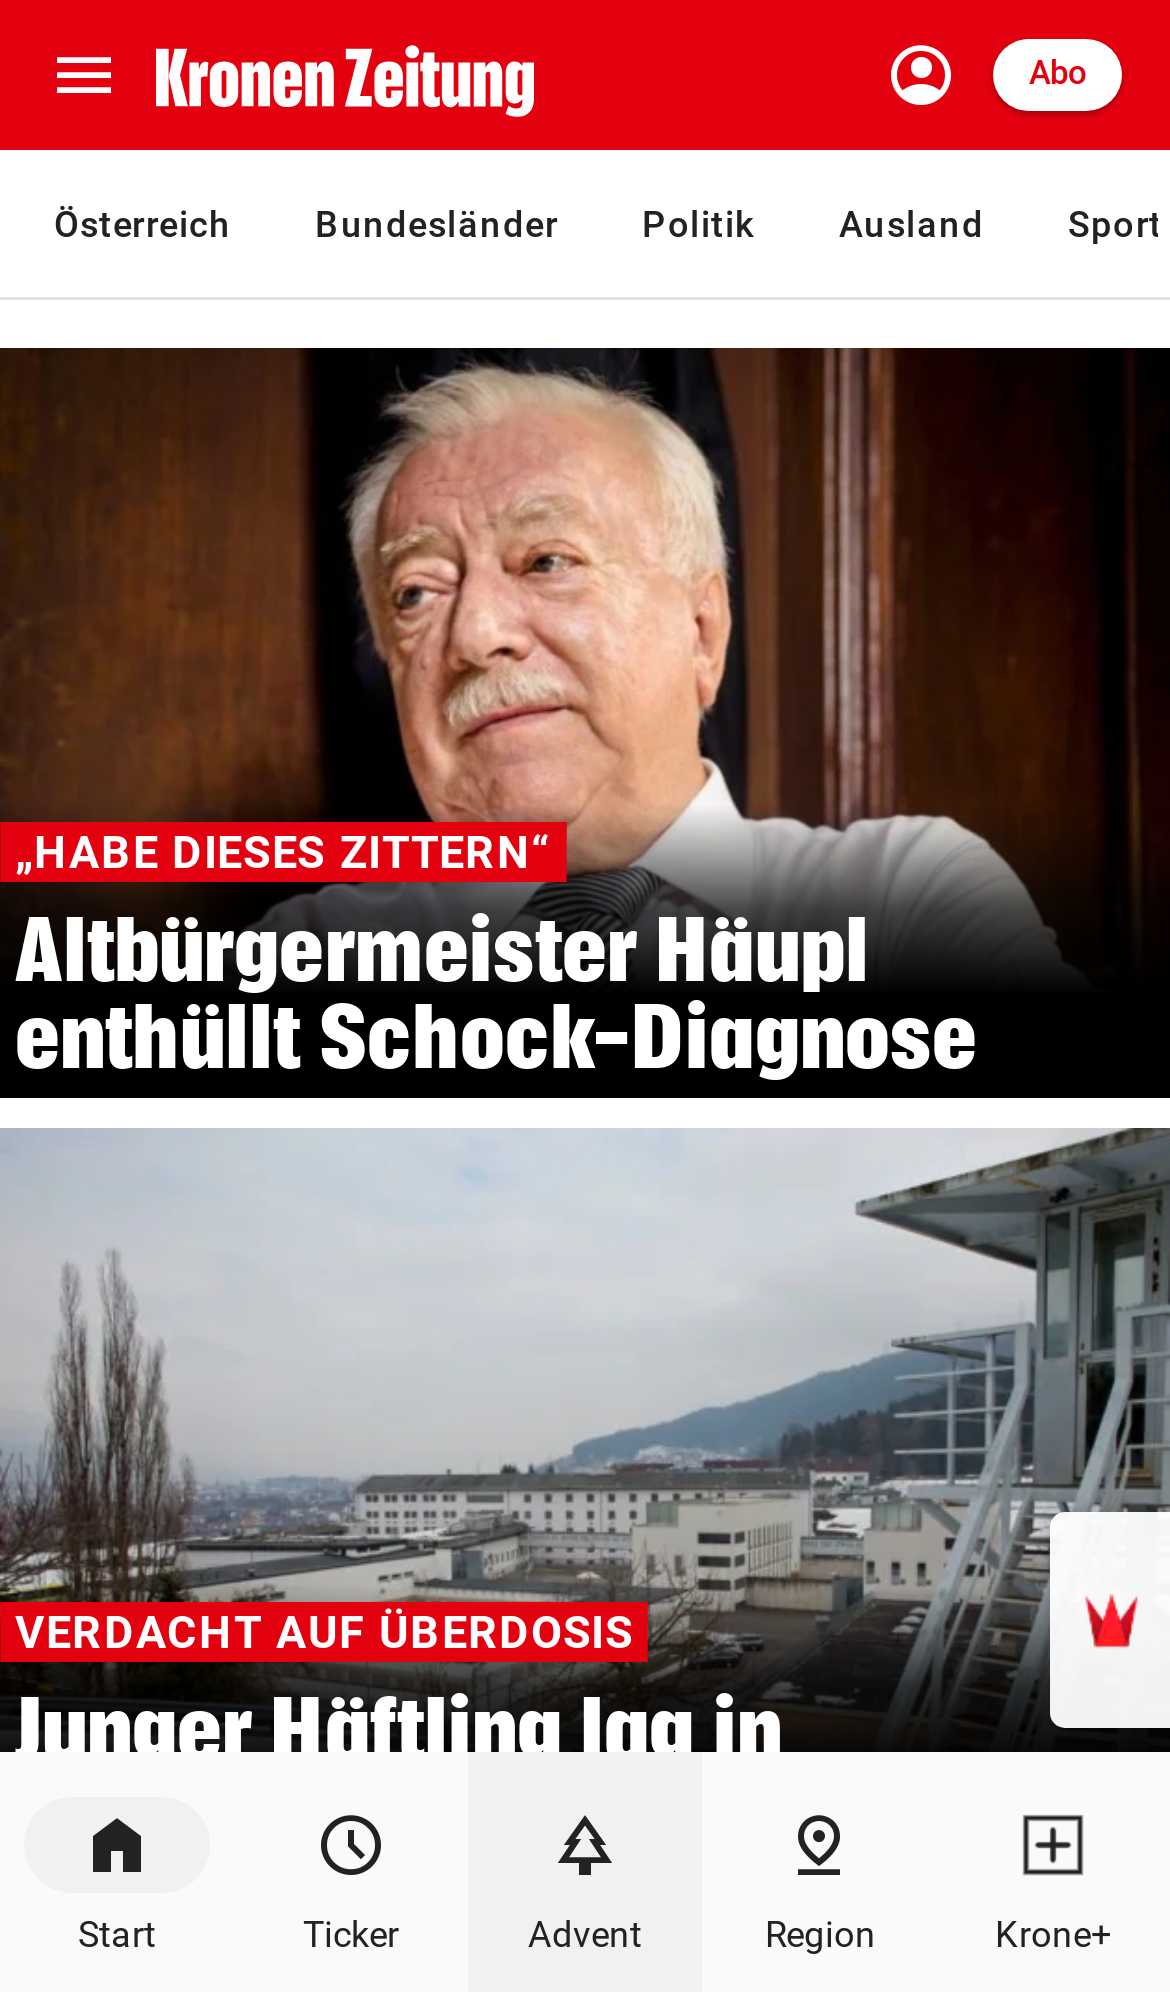 Kronen Zeitung
Abo
Österreich Bundesländer Politik Ausland Sport
„HABE DIESES ZITTERN“
Altbürgermeister Häupl
enthüllt Schock-Diagnose
VERDACHT AUF ÜBERDOSIS
Junger Häftling lag in
Start Ticker Advent Region Krone+